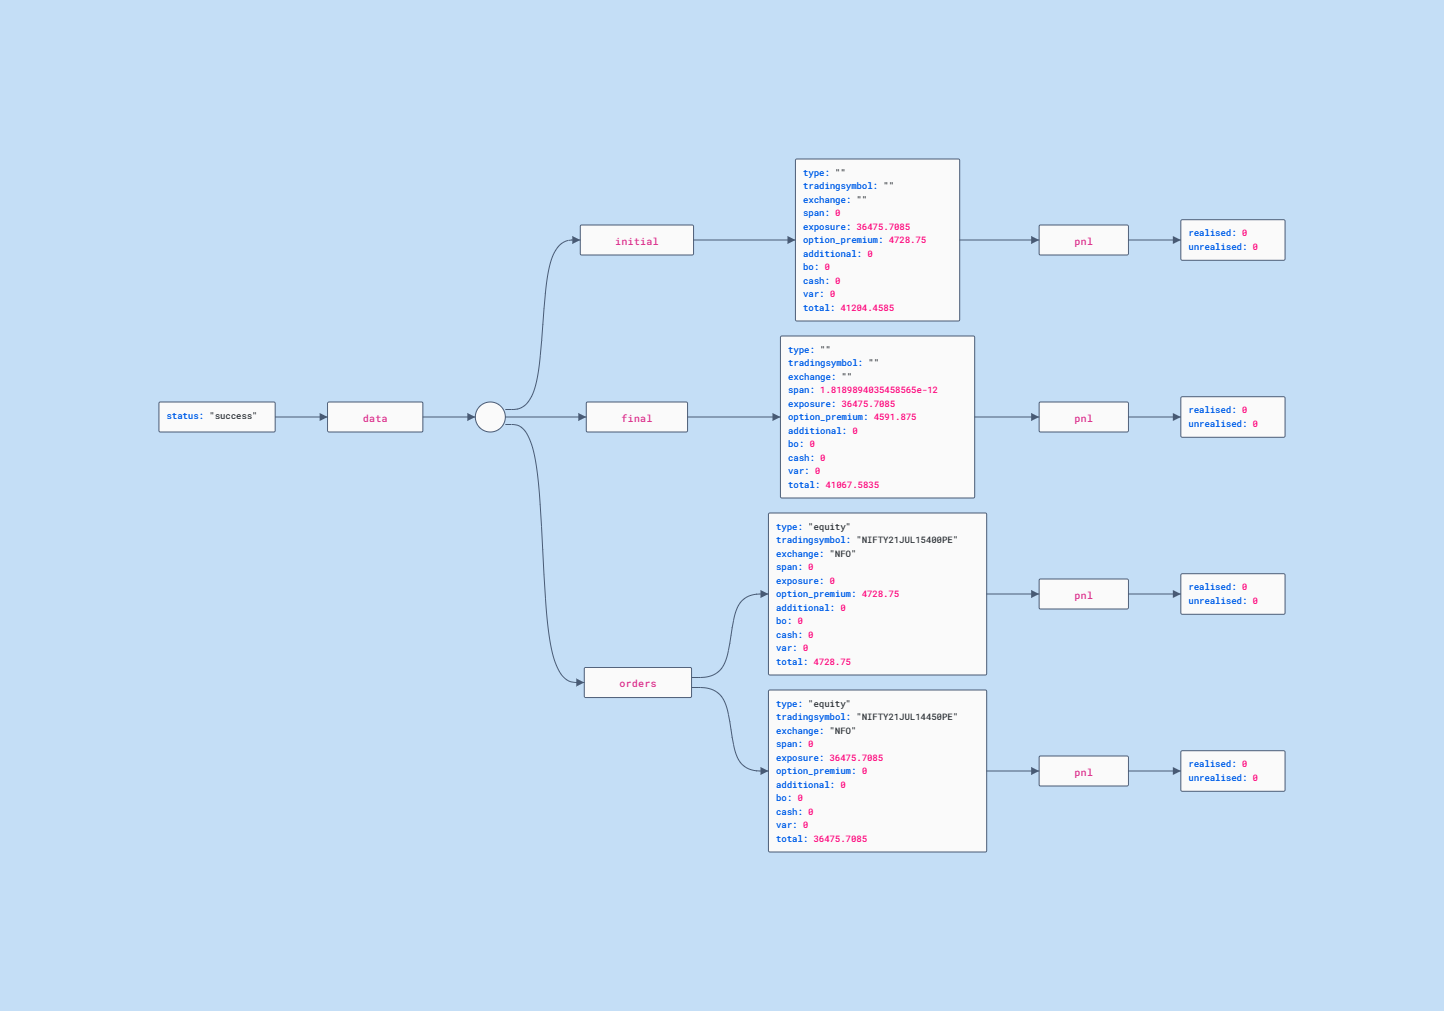 status: "success"
data
initial
type: ""
tradingsymbol: ""
exchange: ""
span: 0
exposure: 36475.7085
option_premium: 4728.75
additional: 0
bo: 0
cash: 0
var: 0
total: 41204.4585
pnl
realised: 0
unrealised: 0
final
type: ""
tradingsymbol: ""
exchange: ""
span: 1.8189894035458565e-12
exposure: 36475.7085
option_premium: 4591.875
additional: 0
bo: 0
cash: 0
var: 0
total: 41067.5835
pnl
realised: 0
unrealised: 0
orders
type: "equity"
tradingsymbol: "NIFTY21JUL15400PE"
exchange: "NFO"
span: 0
exposure: 0
option_premium: 4728.75
additional: 0
bo: 0
cash: 0
var: 0
total: 4728.75
pnl
realised: 0
unrealised: 0
type: "equity"
tradingsymbol: "NIFTY21JUL14450PE"
exchange: "NFO"
span: 0
exposure: 36475.7085
option_premium: 0
additional: 0
bo: 0
cash: 0
var: 0
total: 36475.7085
pnl
realised: 0
unrealised: 0